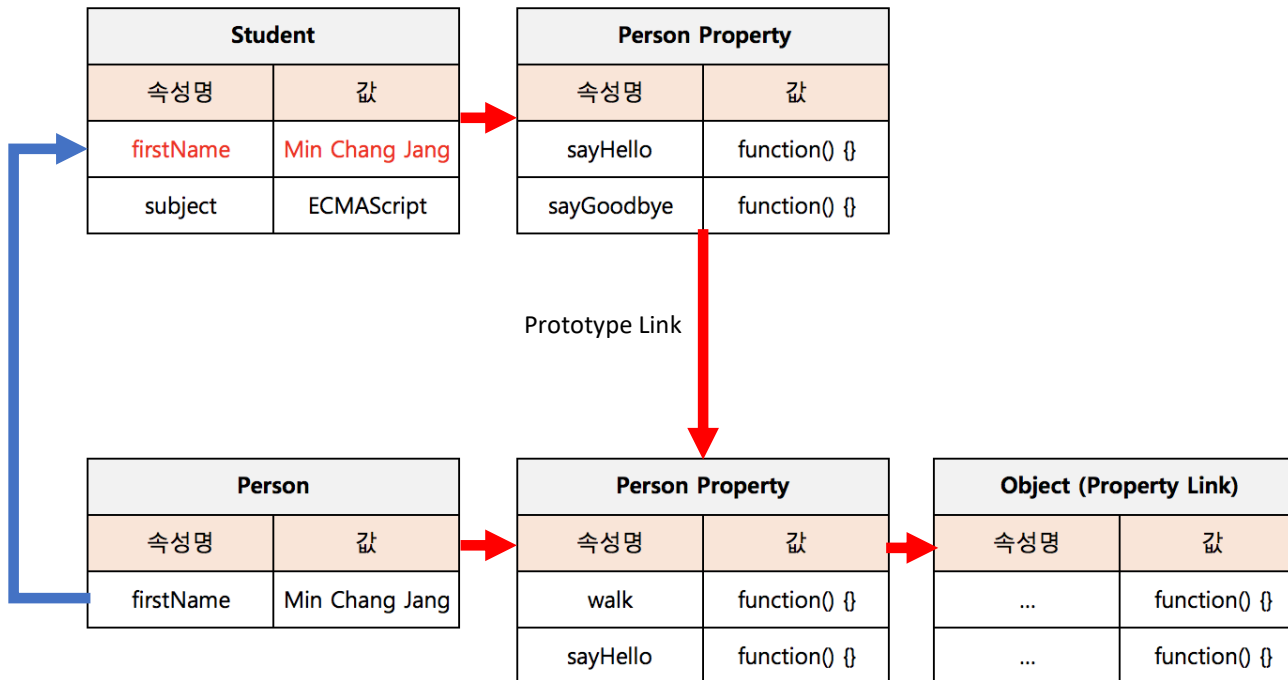 Student
속성명 값
firstName Min Chang Jang
subject ECMAScript
Person Property
속성명 값
sayHello function() {}
sayGoodbye function() {}
Prototype Link
Person
속성명 값
firstName Min Chang Jang
Person Property
속성명 값
walk function() {}
sayHello function() {}
Object (Property Link)
속성명 값
... function() {}
... function() {}